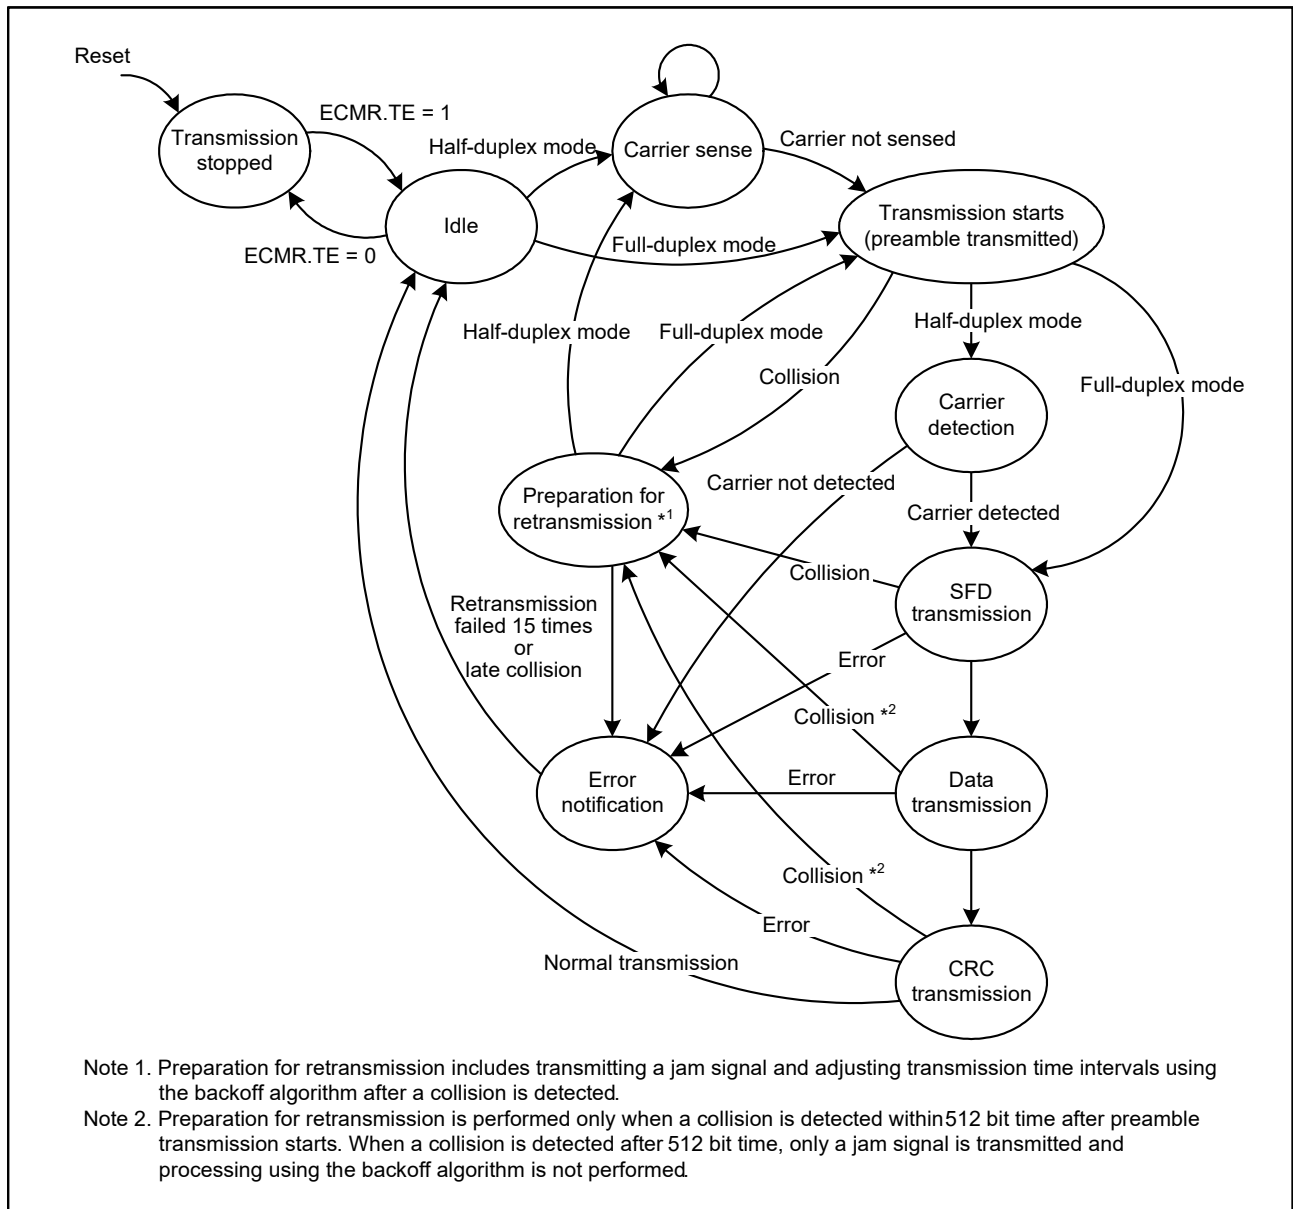 Reset
ECMR.TE = 1
Transmission
stopped
Half-duplex mode
Carrier sense
Carrier not sensed
Idle
Transmission starts
(preamble transmitted)
ECMR.TE = 0
Full-duplex mode
Half-duplex mode
Full-duplex mode
Half-duplex mode
Collision
Full-duplex mode
Carrier
detection
Carrier not detected
Preparation for
retransmission *1
Carrier detected
Collision
SFD
transmission
Retransmission
failed 15 times
or
late collision
Error
Collision *2
Error
notification
Error
Data
transmission
Collision *2
Error
Normal transmission
CRC
transmission
Note 1. Preparation for retransmission includes transmitting a jam signal and adjusting transmission time intervals using
the backoff algorithm after a collision is detected.
Note 2. Preparation for retransmission is performed only when a collision is detected within 512 bit time after preamble
transmission starts. When a collision is detected after 512 bit time, only a jam signal is transmitted and
processing using the backoff algorithm is not performed.